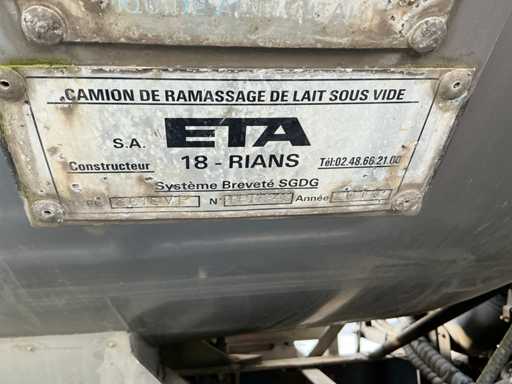 CAMION DE RAMASSAGE DE LAIT SOUS VIDE
S.A. ETA
Constructeur 18 - RIANS Tél:02.48.66.21.00
Système Breveté SGDG
N° Année